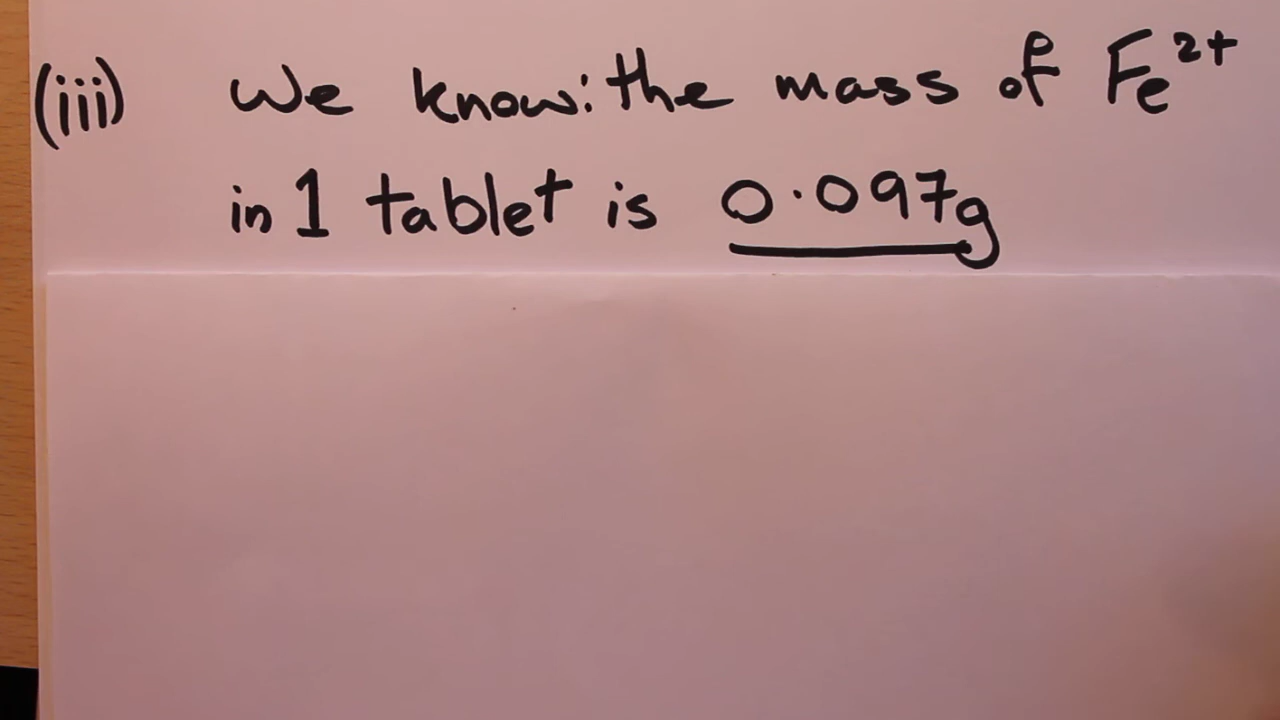 (iii) We know: the mass of Fe²⁺
in 1 tablet is 0.097g